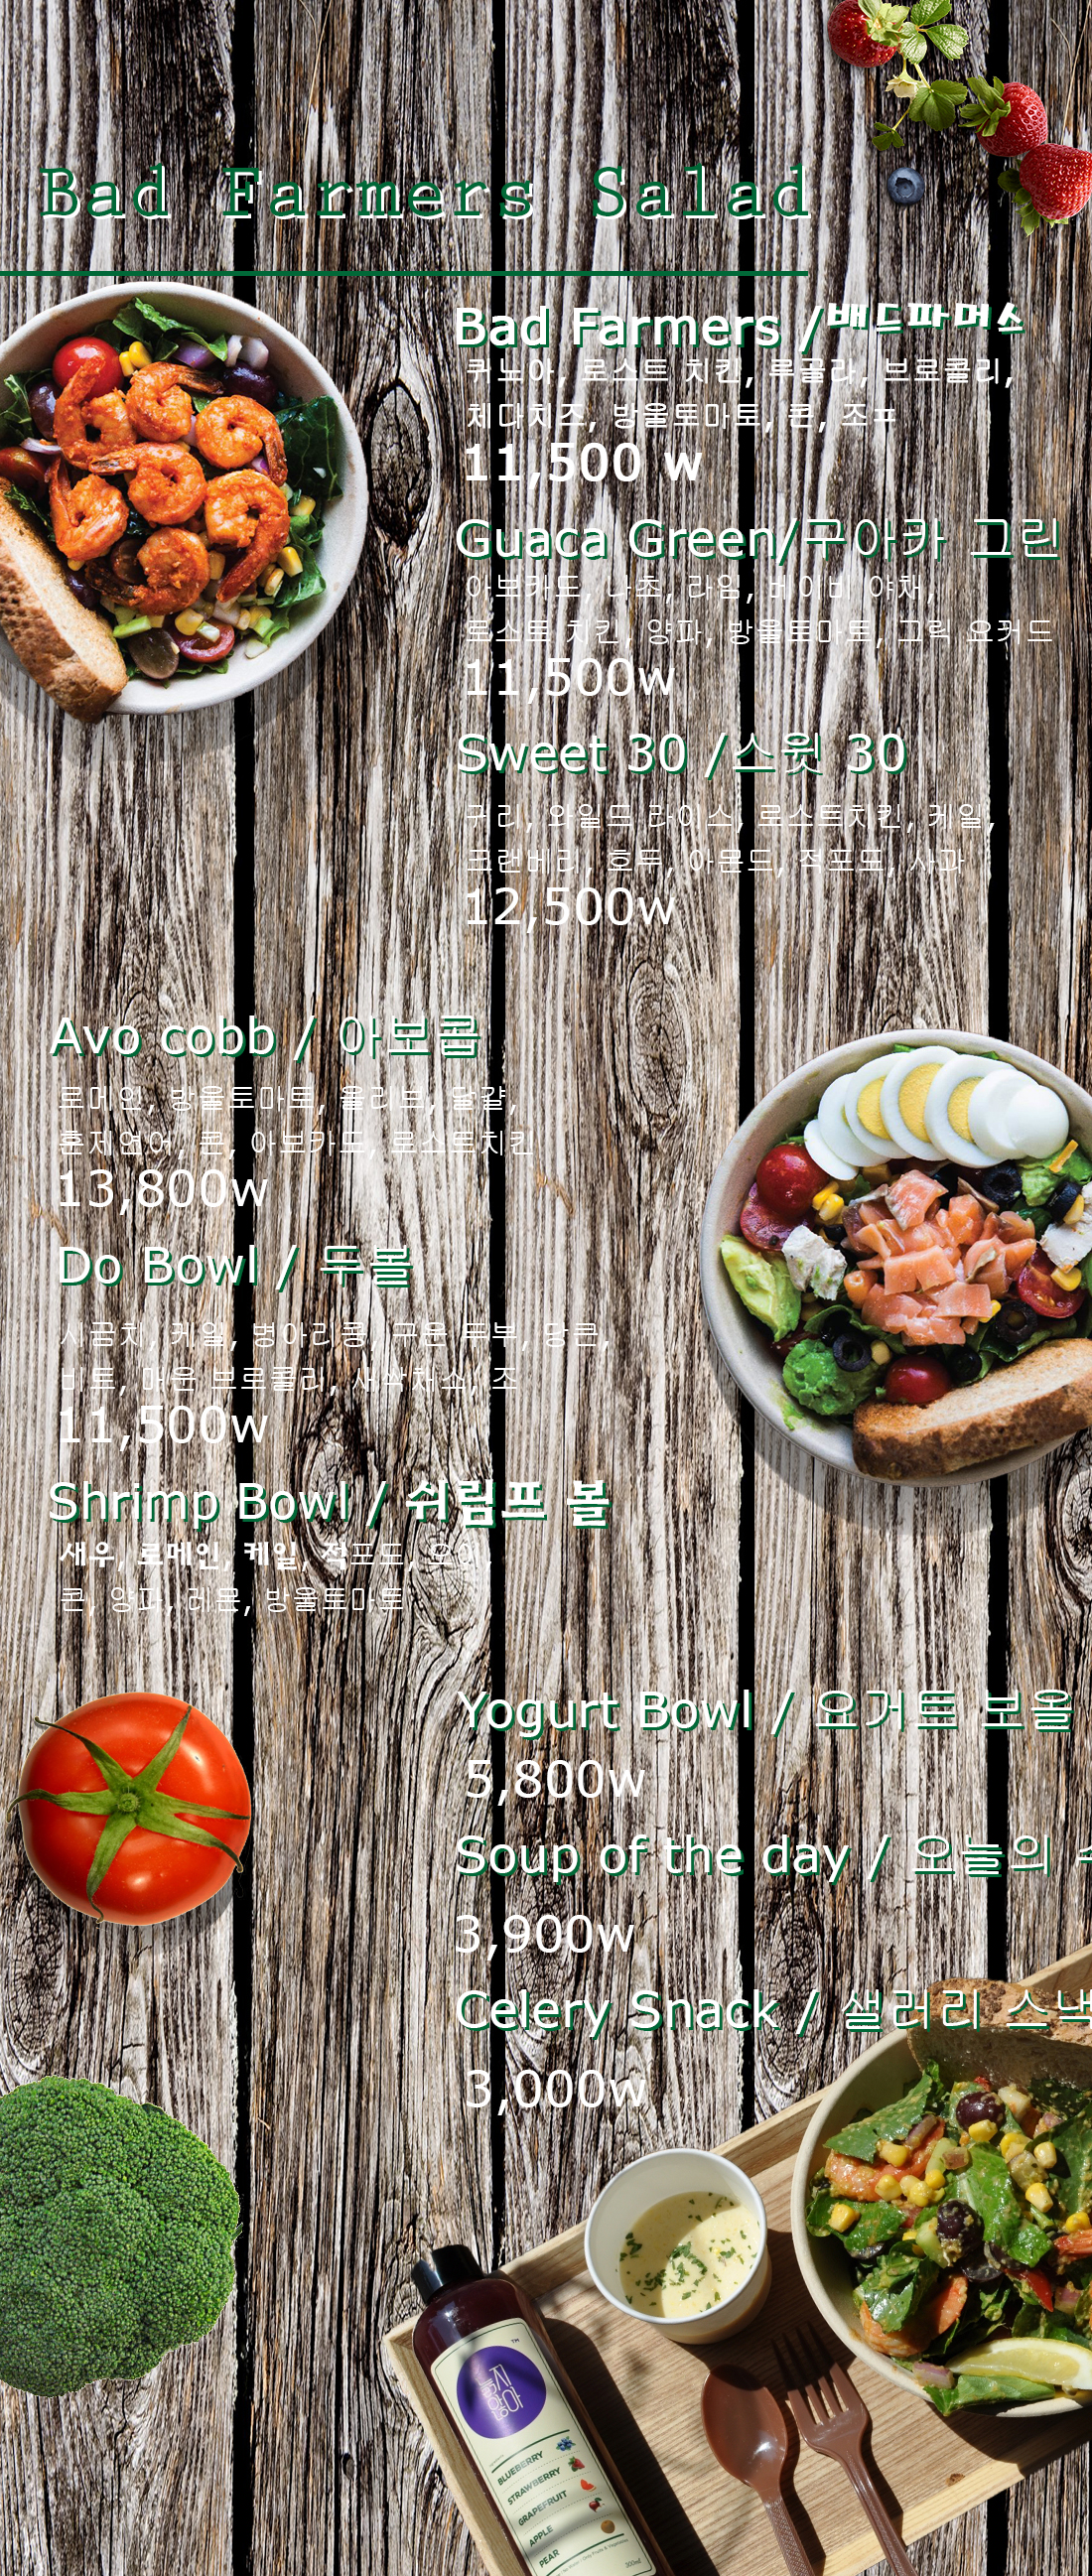 Bad Farmers Salad
Bad Farmers /배드파머스
퀴노아, 로스트 치킨, 루꼴라, 브로콜리,
체다치즈, 방울토마토, 콘, 조프
11,500 w
Guaca Green/구아카 그린
아보카도, 나초, 라임, 베이비 야채,
로스트 치킨, 양파, 방울토마토, 그릭 요커트
11,500w
Sweet 30 /스윗 30
귀리, 와일드 라이스, 로스트치킨, 케일,
크랜베리, 호두, 아몬드, 적포도, 사과
12,500w
Avo cobb / 아보콥
로메인, 방울토마토, 올리브, 달걀,
훈제연어, 콘, 아보카도, 로스트치킨
13,800w
Do Bowl / 두볼
시금치, 케일, 병아리콩, 구운 두부, 당근,
비트, 매운 브로콜리, 새싹채소, 조
11,500w
Shrimp Bowl / 쉬림프 볼
새우, 로메인, 케일, 적포도, 오이,
콘, 양파, 레몬, 방울토마토
Yogurt Bowl / 요거트 보울
5,800w
Soup of the day / 오늘의
3,900w
Celery Snack / 샐러리 스낵
3,000w
TM
BLUEBERRY
STRAWBERRY
GRAPEFRUIT
APPLE
PEAR
300ml